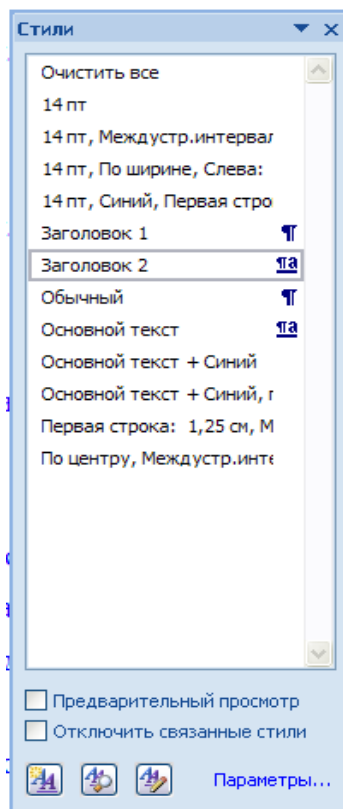 Стили
Очистить все
14 пт
14 пт, Междустр.интервал
14 пт, По ширине, Слева:
14 пт, Синий, Первая стро
Заголовок 1 ¶
Заголовок 2 ¶a
Обычный ¶
Основной текст ¶a
Основной текст + Синий
Основной текст + Синий, г
Первая строка: 1,25 см, М
По центру, Междустр.инте
Предварительный просмотр
Отключить связанные стили
Параметры...